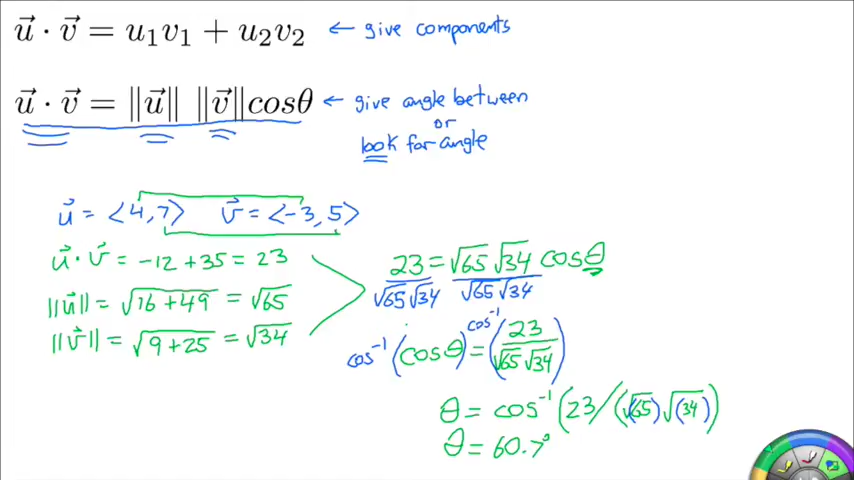 u⃗ · v⃗ = u₁v₁ + u₂v₂ ← give components
u⃗ · v⃗ = ‖u⃗‖ ‖v⃗‖cosθ ← give angle between
or
look for angle
u⃗ = <4,7> v⃗ = <-3,5>
u⃗ · v⃗ = -12 + 35 = 23
‖u⃗‖ = √(16+49) = √65
‖v⃗‖ = √(9+25) = √34
23 = √65 √34 cosθ
√65 √34 √65 √34
cos⁻¹(cosθ) = cos⁻¹(23/√65 √34)
θ = cos⁻¹(23/(√(65) √(34))
θ = 60.7°